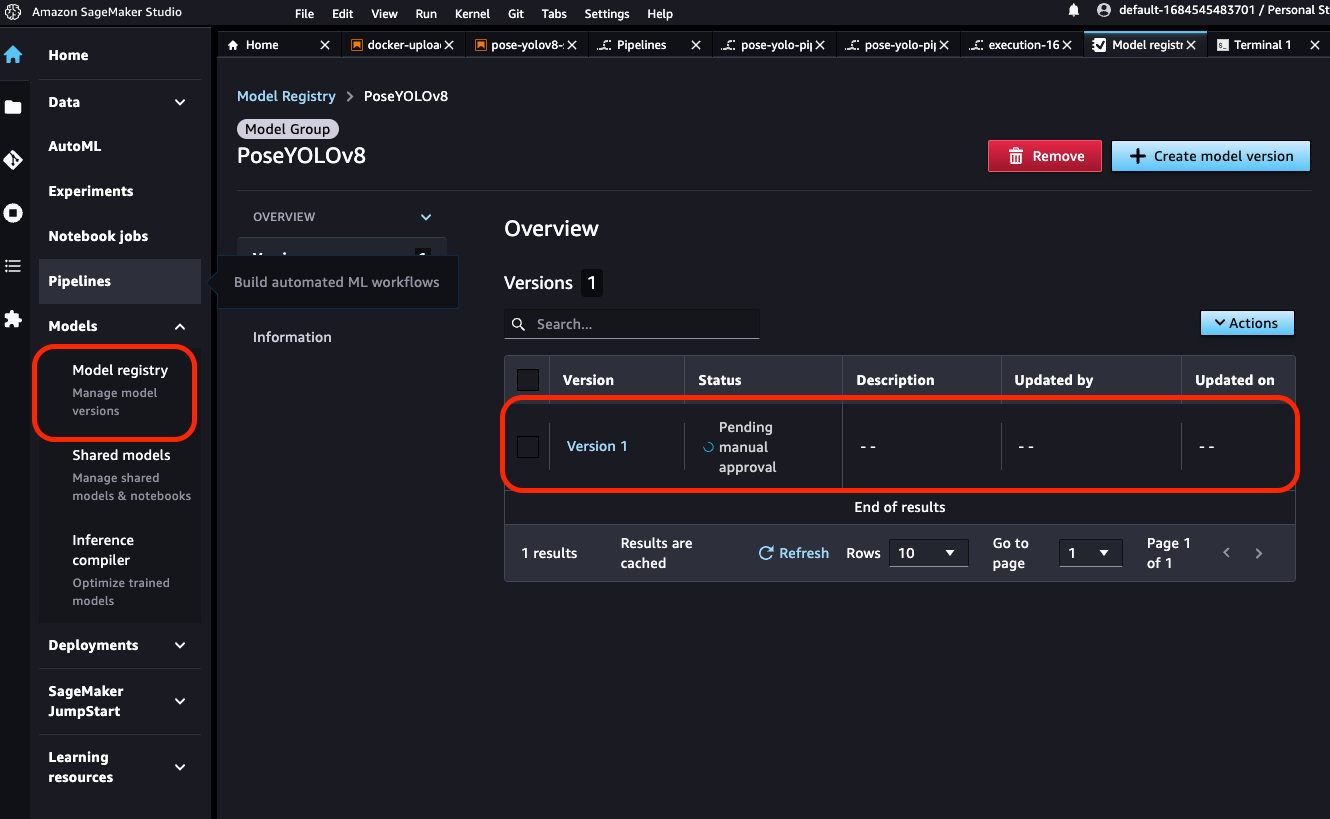 Amazon SageMaker Studio
File Edit View Run Kernel Git Tabs Settings Help
default-1684545483701 / Personal St
Home
docker-uploa
pose-yolov8-
Pipelines
pose-yolo-pi
pose-yolo-pi
execution-16
Model registr
Terminal 1
Home
Data
AutoML
Experiments
Notebook jobs
Pipelines
Models
Model registry
Manage model
versions
Shared models
Manage shared
models & notebooks
Inference
compiler
Optimize trained
models
Deployments
SageMaker
JumpStart
Learning
resources
Model Registry > PoseYOLOv8
Model Group
PoseYOLOv8
Remove
Create model version
OVERVIEW
Build automated ML workflows
Information
Overview
Versions 1
Search...
Actions
Version Status Description Updated by Updated on
Version 1
Pending
manual
approval
- - - - - -
End of results
1 results
Results are
cached
Refresh
Rows 10
Go to
page
1
Page 1
of 1